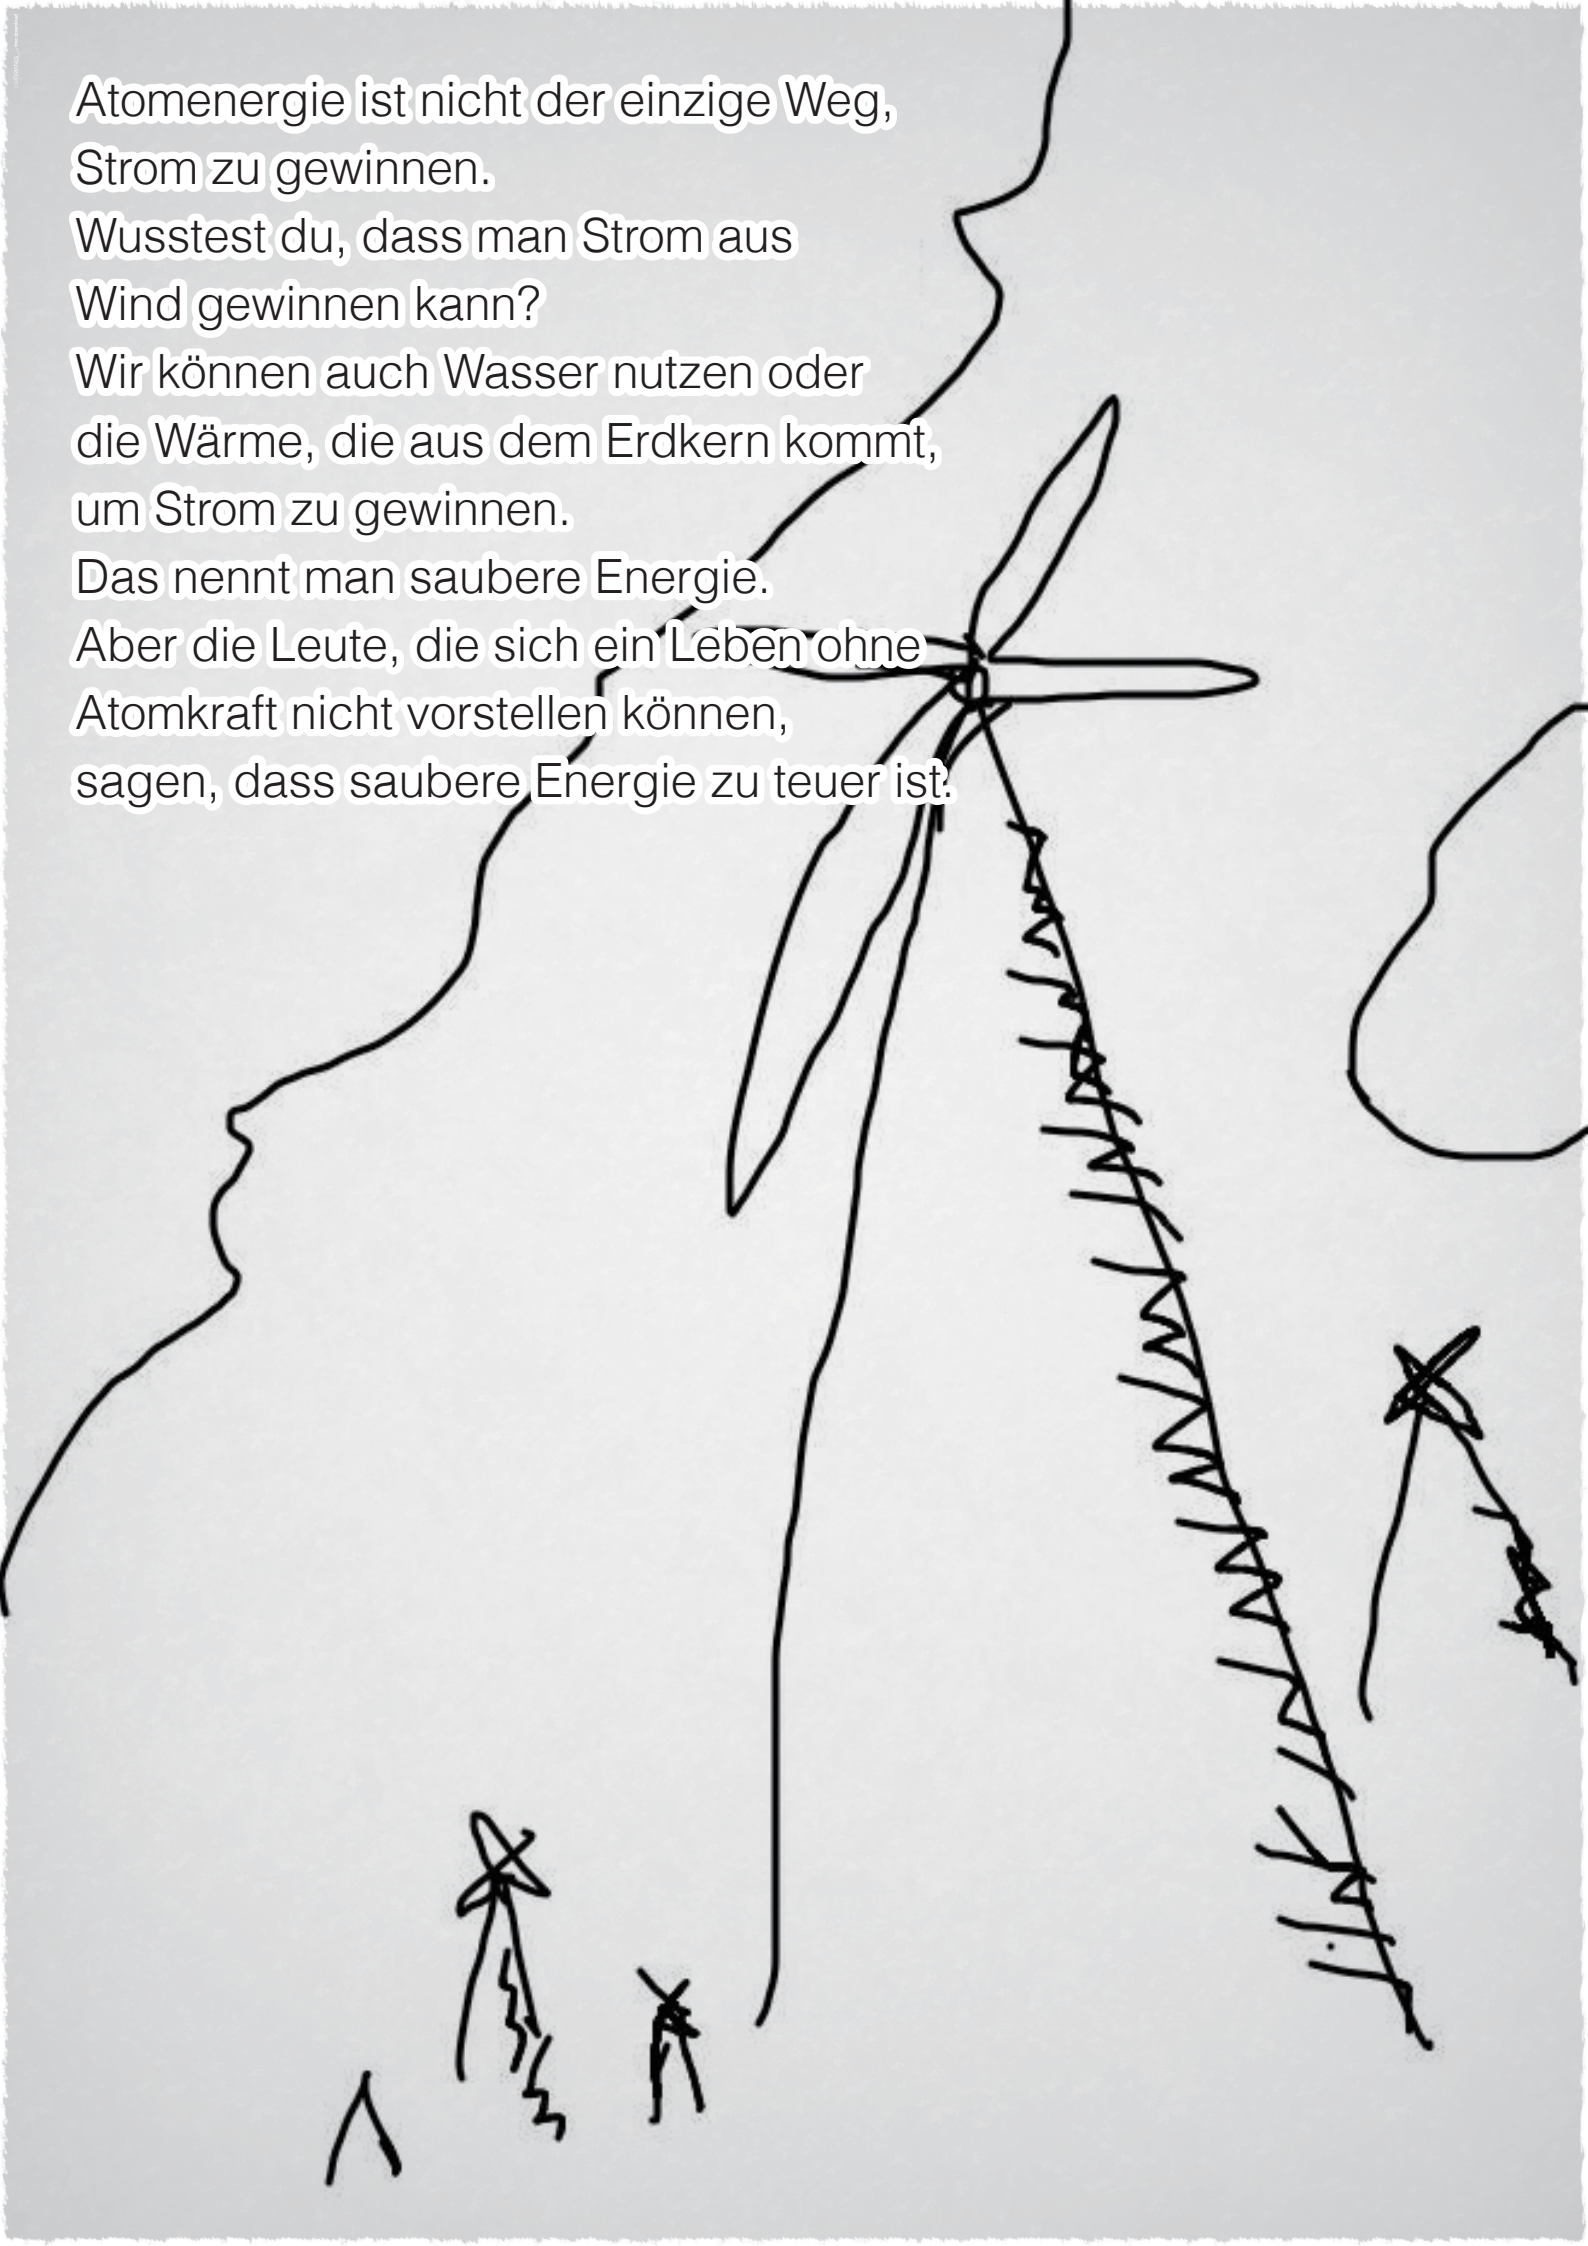 Atomenergie ist nicht der einzige Weg,
Strom zu gewinnen.
Wusstest du, dass man Strom aus
Wind gewinnen kann?
Wir können auch Wasser nutzen oder
die Wärme, die aus dem Erdkern kommt,
um Strom zu gewinnen.
Das nennt man saubere Energie.
Aber die Leute, die sich ein Leben ohne
Atomkraft nicht vorstellen können,
sagen, dass saubere Energie zu teuer ist.